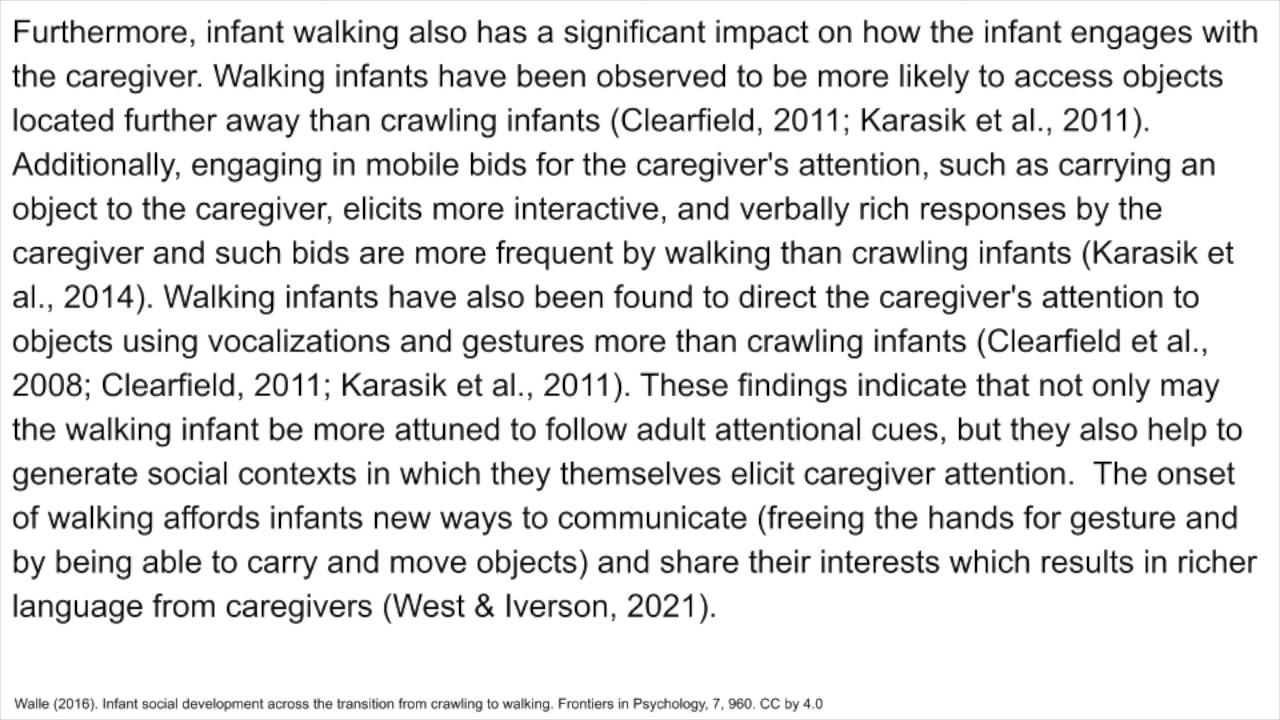 Furthermore, infant walking also has a significant impact on how the infant engages with
the caregiver. Walking infants have been observed to be more likely to access objects
located further away than crawling infants (Clearfield, 2011; Karasik et al., 2011).
Additionally, engaging in mobile bids for the caregiver's attention, such as carrying an
object to the caregiver, elicits more interactive, and verbally rich responses by the
caregiver and such bids are more frequent by walking than crawling infants (Karasik et
al., 2014). Walking infants have also been found to direct the caregiver's attention to
objects using vocalizations and gestures more than crawling infants (Clearfield et al.,
2008; Clearfield, 2011; Karasik et al., 2011). These findings indicate that not only may
the walking infant be more attuned to follow adult attentional cues, but they also help to
generate social contexts in which they themselves elicit caregiver attention.  The onset
of walking affords infants new ways to communicate (freeing the hands for gesture and
by being able to carry and move objects) and share their interests which results in richer
language from caregivers (West & Iverson, 2021).
Walle (2016). Infant social development across the transition from crawling to walking. Frontiers in Psychology, 7, 960. CC by 4.0